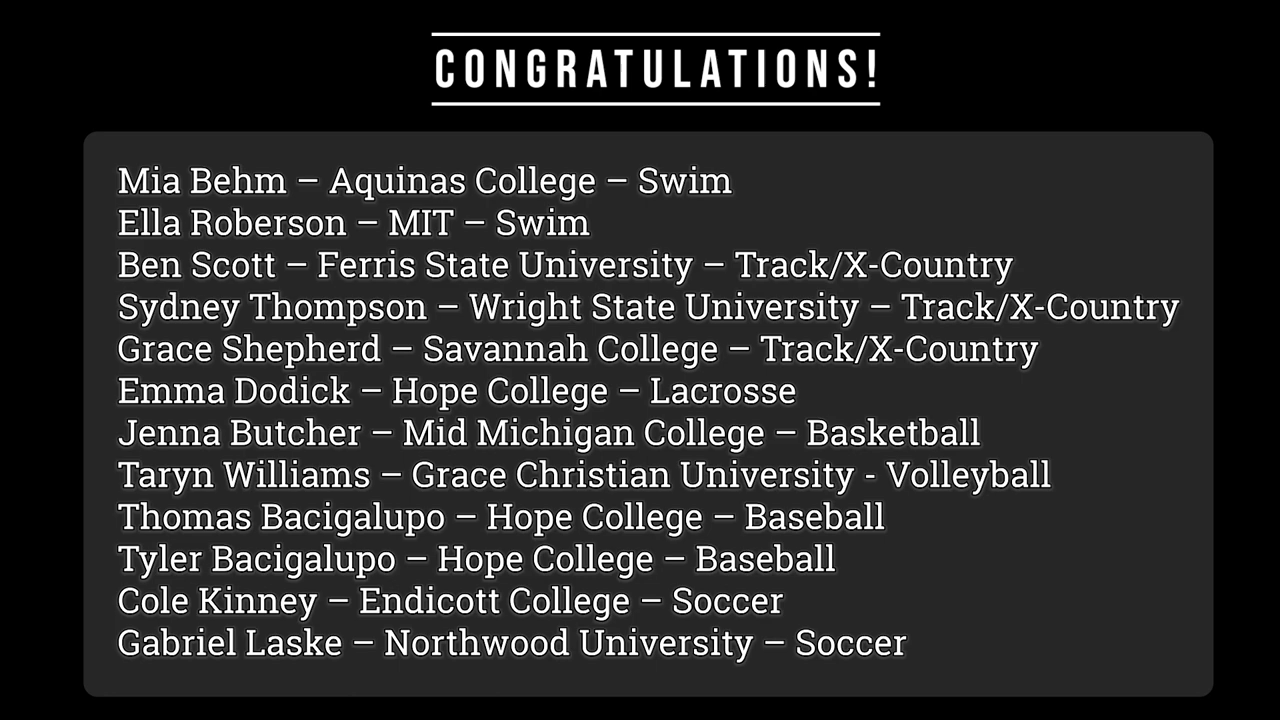 CONGRATULATIONS!
Mia Behm – Aquinas College – Swim
Ella Roberson – MIT – Swim
Ben Scott – Ferris State University – Track/X-Country
Sydney Thompson – Wright State University – Track/X-Country
Grace Shepherd – Savannah College – Track/X-Country
Emma Dodick – Hope College – Lacrosse
Jenna Butcher – Mid Michigan College – Basketball
Taryn Williams – Grace Christian University - Volleyball
Thomas Bacigalupo – Hope College – Baseball
Tyler Bacigalupo – Hope College – Baseball
Cole Kinney – Endicott College – Soccer
Gabriel Laske – Northwood University – Soccer